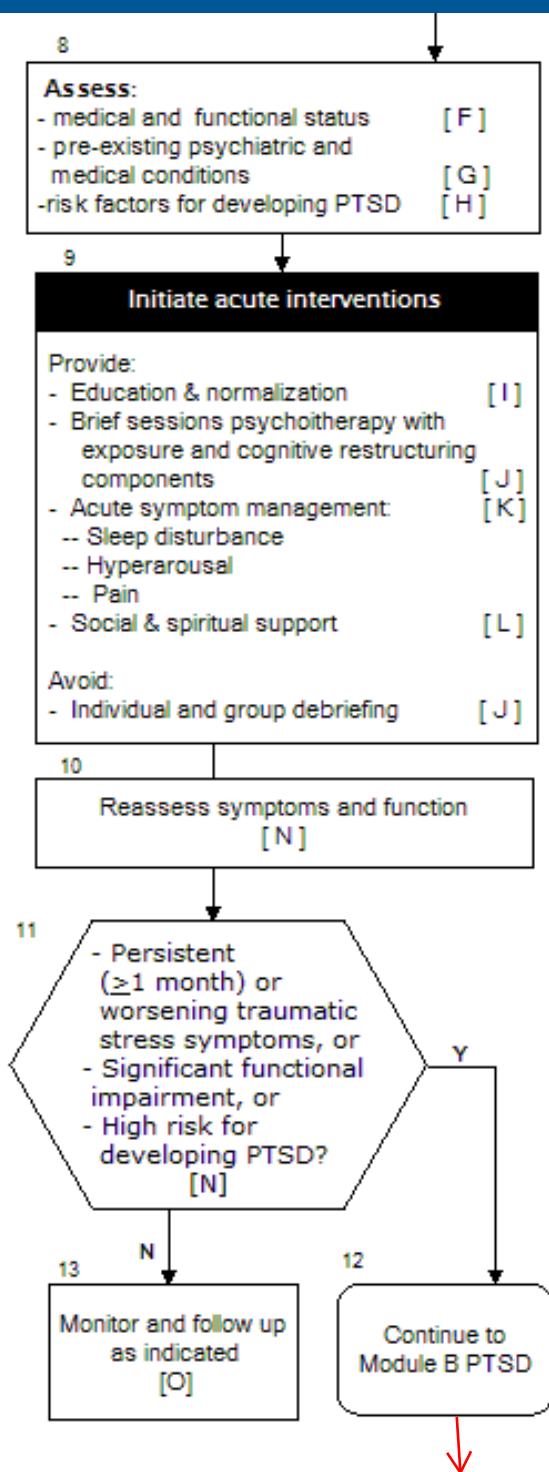 8
Assess:
- medical and functional status [F]
- pre-existing psychiatric and
medical conditions [G]
-risk factors for developing PTSD [H]
9
Initiate acute interventions
Provide:
- Education & normalization [I]
- Brief sessions psychoitherapy with
exposure and cognitive restructuring
components [J]
- Acute symptom management: [K]
-- Sleep disturbance
-- Hyperarousal
-- Pain
- Social & spiritual support [L]
Avoid:
- Individual and group debriefing [J]
10
Reassess symptoms and function
[N]
11
- Persistent
(≥1 month) or
worsening traumatic
stress symptoms, or
- Significant functional
impairment, or
- High risk for
developing PTSD?
[N]
Y
N
13
Monitor and follow up
as indicated
[O]
12
Continue to
Module B PTSD